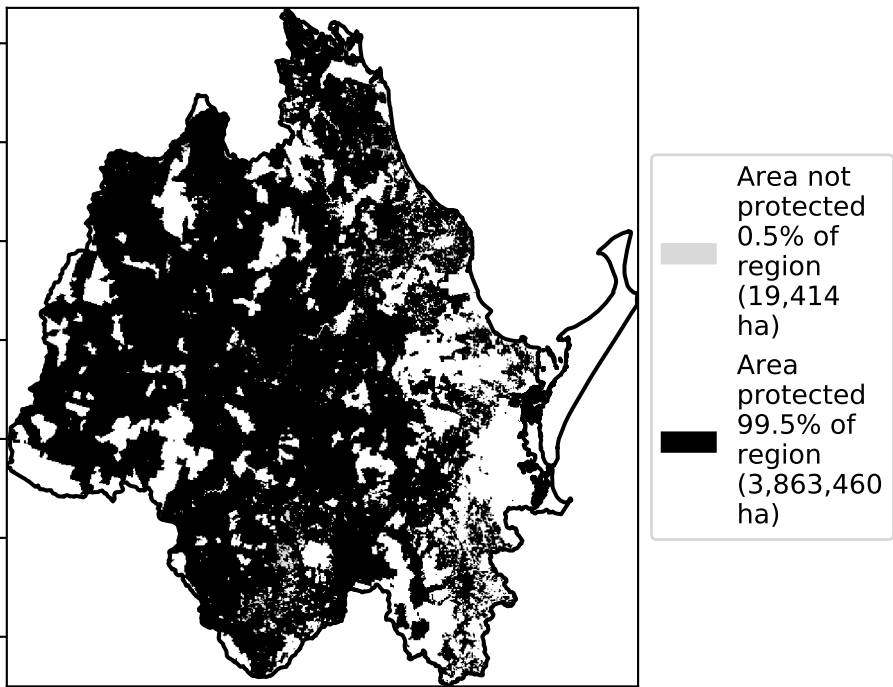 Area not
protected
0.5% of
region
(19,414
ha)
Area
protected
99.5% of
region
(3,863,460
ha)